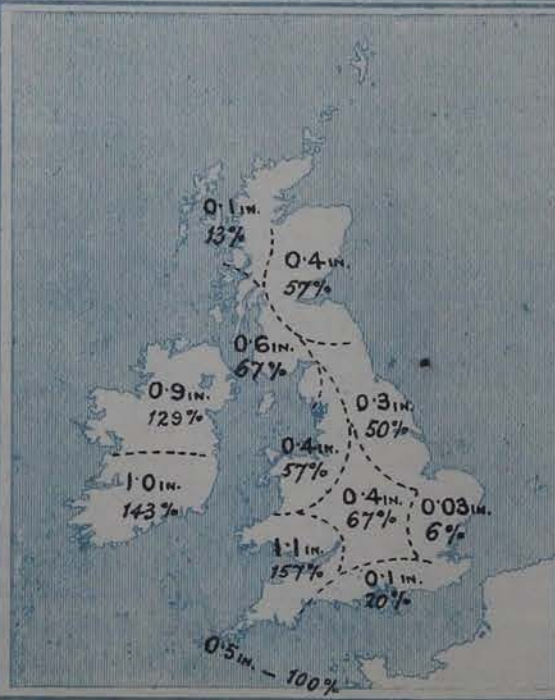 0·1 IN.
13%
0·4 IN.
57%
0·6 IN.
67%
0·9 IN.
129%
0·3 IN.
50%
0·4 IN.
57%
1·0 IN.
143%
0·4 IN.
67%
0·03 IN.
6%
1·1 IN.
157%
0·1 IN.
20%
0·5 IN. – 100%